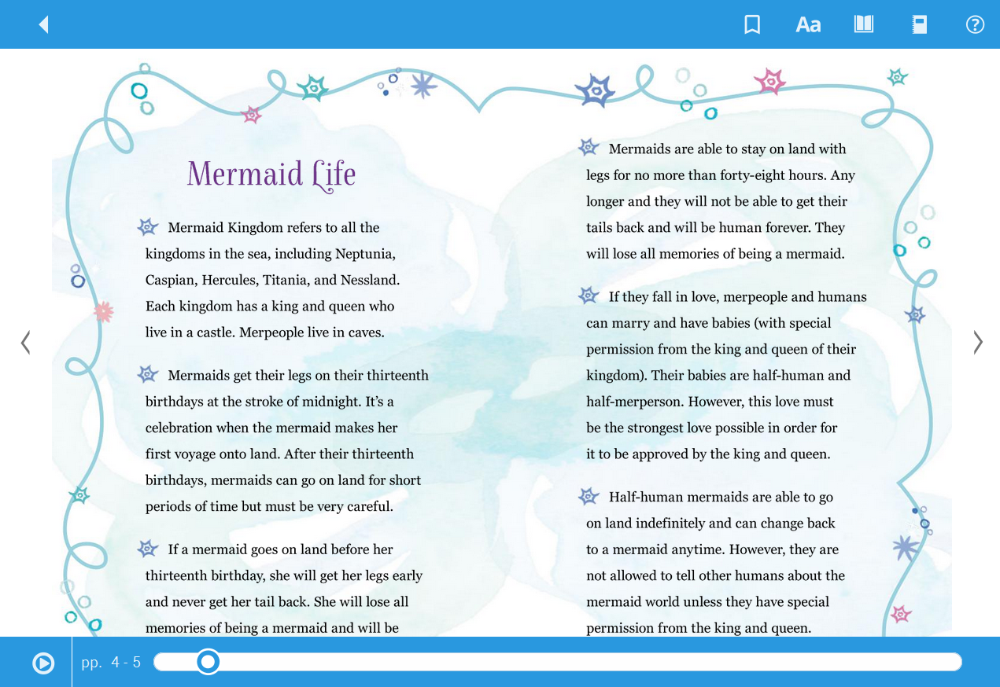 Aa
?
Mermaid Life
Mermaid Kingdom refers to all the
kingdoms in the sea, including Neptunia,
Caspian, Hercules, Titania, and Nessland.
Each kingdom has a king and queen who
live in a castle. Merpeople live in caves.
Mermaids get their legs on their thirteenth
birthdays at the stroke of midnight. It’s a
celebration when the mermaid makes her
first voyage onto land. After their thirteenth
birthdays, mermaids can go on land for short
periods of time but must be very careful.
If a mermaid goes on land before her
thirteenth birthday, she will get her legs early
and never get her tail back. She will lose all
memories of being a mermaid and will be
Mermaids are able to stay on land with
legs for no more than forty-eight hours. Any
longer and they will not be able to get their
tails back and will be human forever. They
will lose all memories of being a mermaid.
If they fall in love, merpeople and humans
can marry and have babies (with special
permission from the king and queen of their
kingdom). Their babies are half-human and
half-merperson. However, this love must
be the strongest love possible in order for
it to be approved by the king and queen.
Half-human mermaids are able to go
on land indefinitely and can change back
to a mermaid anytime. However, they are
not allowed to tell other humans about the
mermaid world unless they have special
permission from the king and queen.
pp. 4 - 5